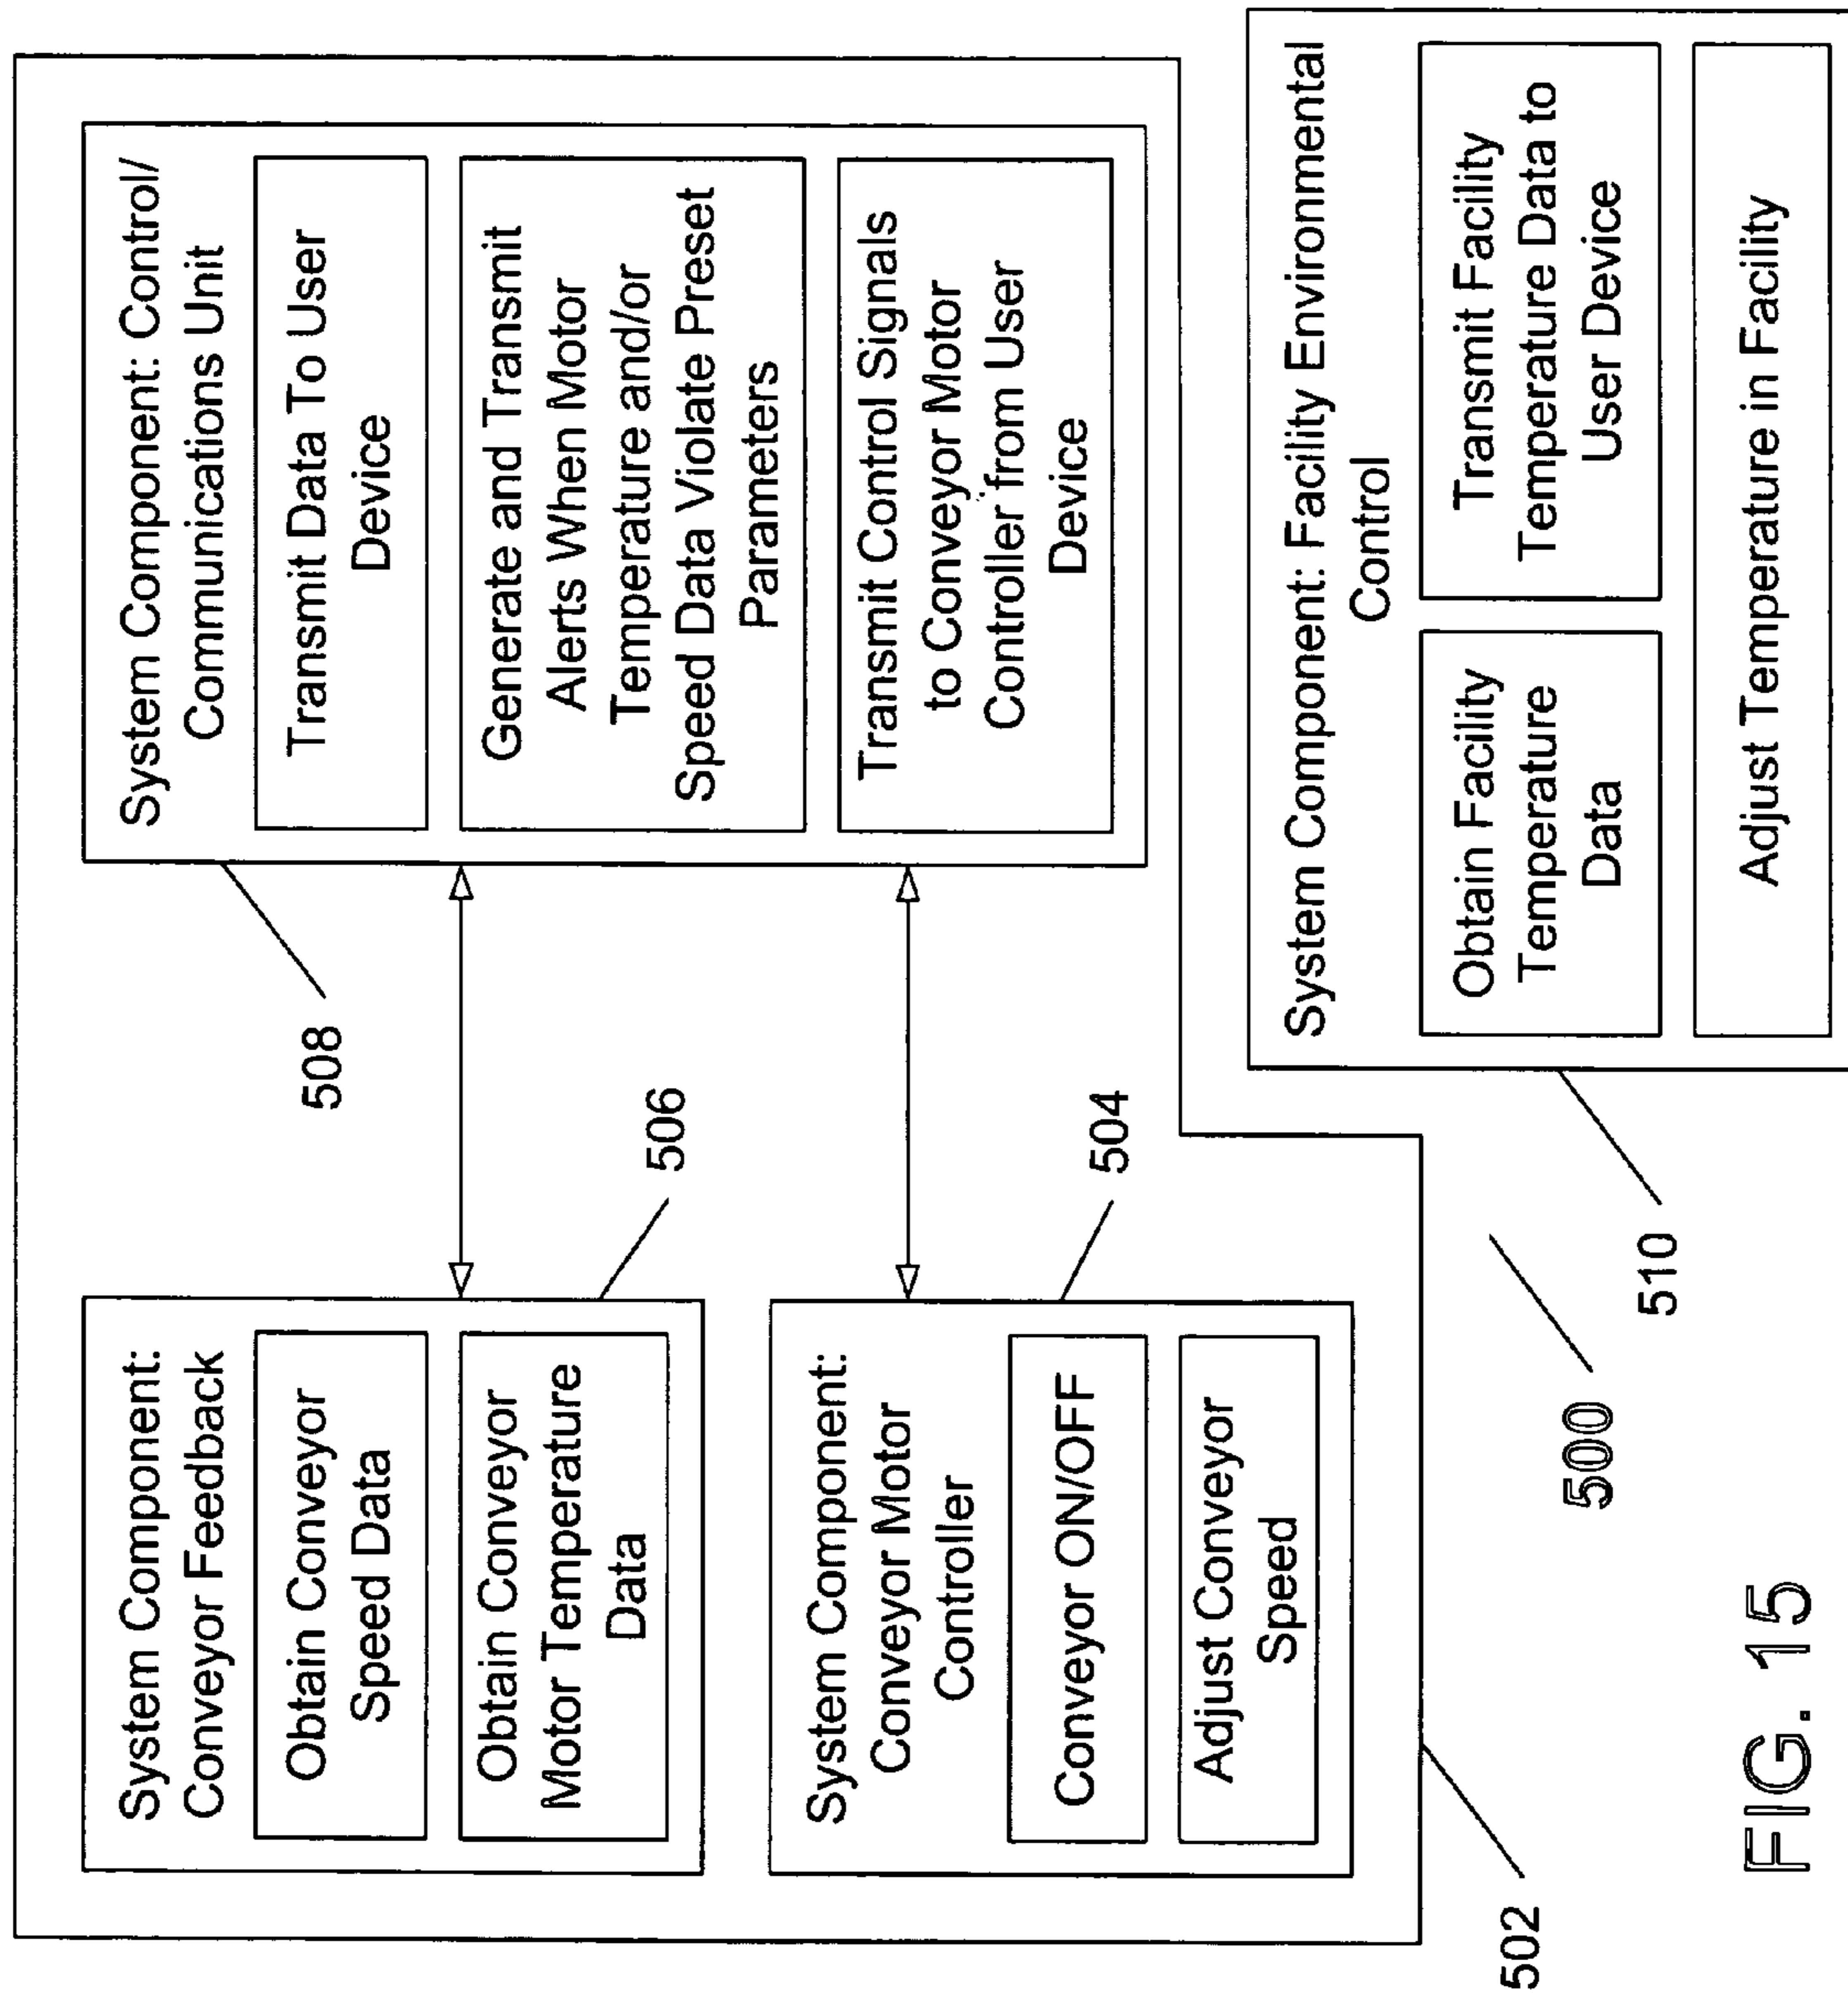 System Component:
Conveyor Feedback
Obtain Conveyor
Speed Data
Obtain Conveyor
Motor Temperature
Data
506
System Component:
Conveyor Motor
Controller
Conveyor ON/OFF
Adjust Conveyor
Speed
504
502
System Component: Control/
Communications Unit
Transmit Data To User
Device
Generate and Transmit
Alerts When Motor
Temperature and/or
Speed Data Violate Preset
Parameters
Transmit Control Signals
to Conveyor Motor
Controller from User
Device
508
System Component: Facility Environmental
Control
Obtain Facility
Temperature
Data
Transmit Facility
Temperature Data to
User Device
Adjust Temperature in Facility
510
500
FIG. 15